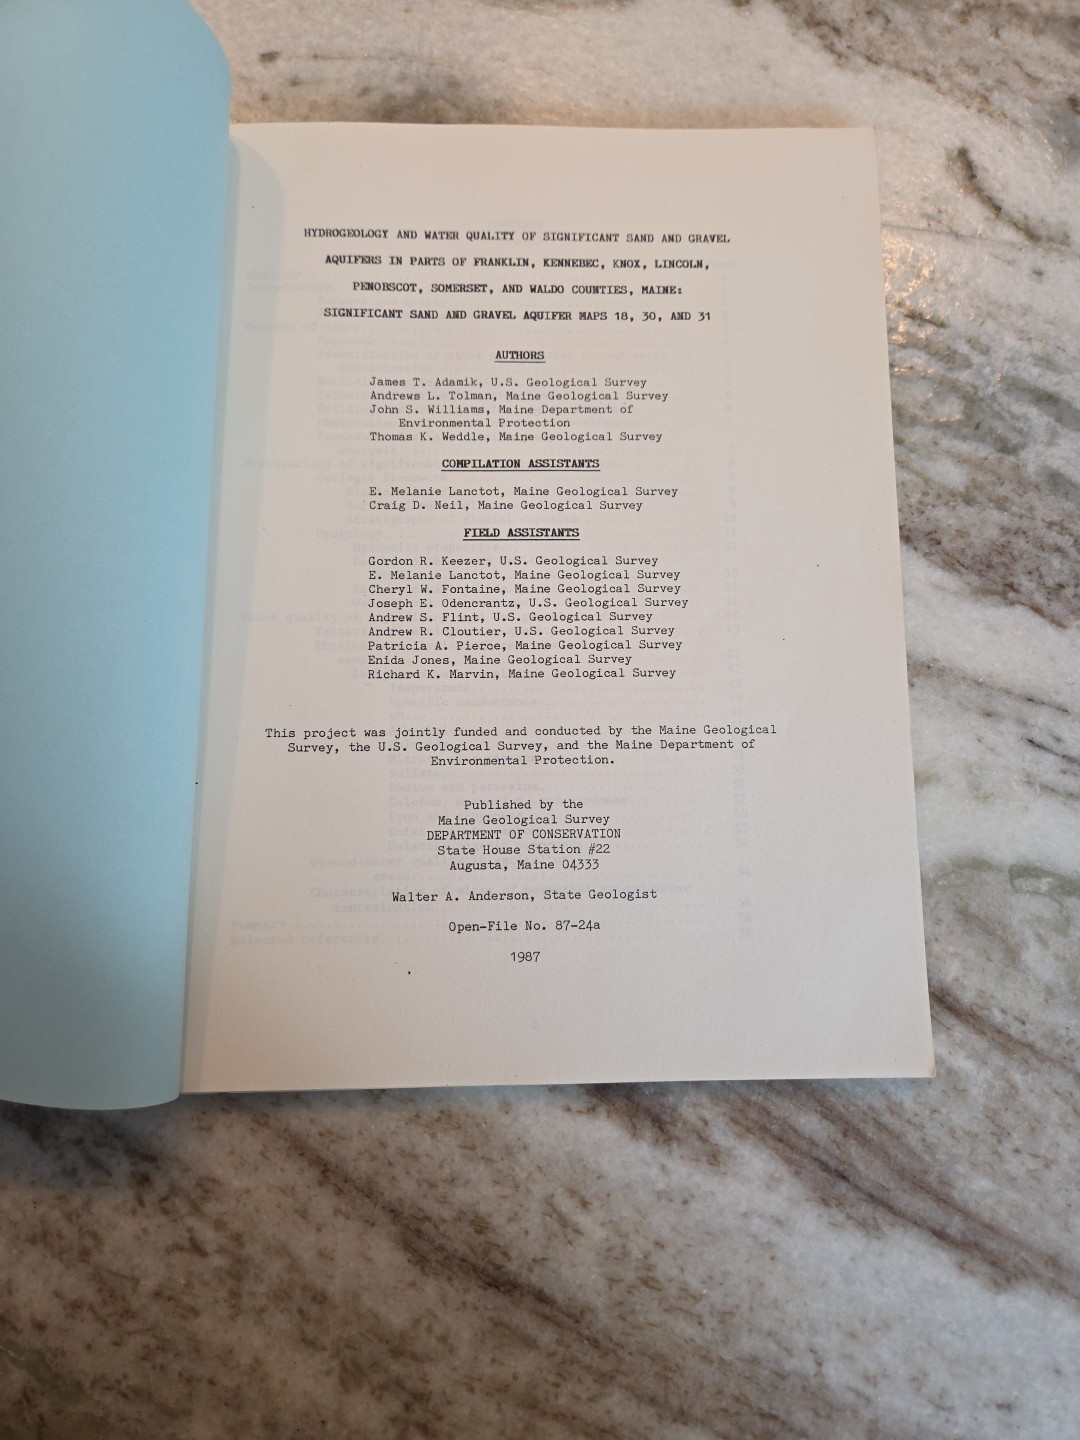 HYDROGEOLOGY AND WATER QUALITY OF SIGNIFICANT SAND AND GRAVEL
AQUIFERS IN PARTS OF FRANKLIN, KENNEBEC, KNOX, LINCOLN,
PENOBSCOT, SOMERSET, AND WALDO COUNTIES, MAINE:
SIGNIFICANT SAND AND GRAVEL AQUIFER MAPS 18, 30, AND 31
AUTHORS
James T. Adamik, U.S. Geological Survey
Andrews L. Tolman, Maine Geological Survey
John S. Williams, Maine Department of
Environmental Protection
Thomas K. Weddle, Maine Geological Survey
COMPILATION ASSISTANTS
E. Melanie Lanctot, Maine Geological Survey
Craig D. Neil, Maine Geological Survey
FIELD ASSISTANTS
Gordon R. Keezer, U.S. Geological Survey
E. Melanie Lanctot, Maine Geological Survey
Cheryl W. Fontaine, Maine Geological Survey
Joseph E. Odencrantz, U.S. Geological Survey
Andrew S. Flint, U.S. Geological Survey
Andrew R. Cloutier, U.S. Geological Survey
Patricia A. Pierce, Maine Geological Survey
Enida Jones, Maine Geological Survey
Richard K. Marvin, Maine Geological Survey
This project was jointly funded and conducted by the Maine Geological
Survey, the U.S. Geological Survey, and the Maine Department of
Environmental Protection.
Published by the
Maine Geological Survey
DEPARTMENT OF CONSERVATION
State House Station #22
Augusta, Maine 04333
Walter A. Anderson, State Geologist
Open-File No. 87-24a
1987